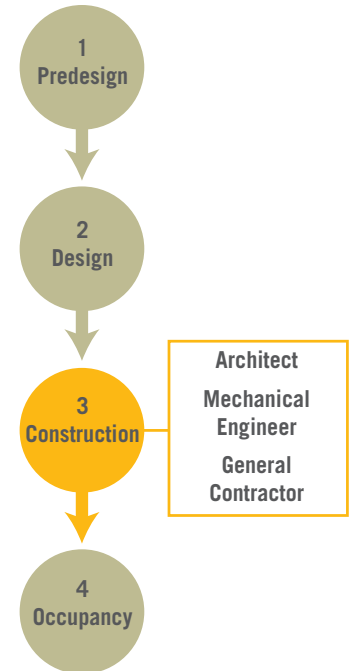 1
Predesign
2
Design
3
Construction
Architect
Mechanical
Engineer
General
Contractor
4
Occupancy